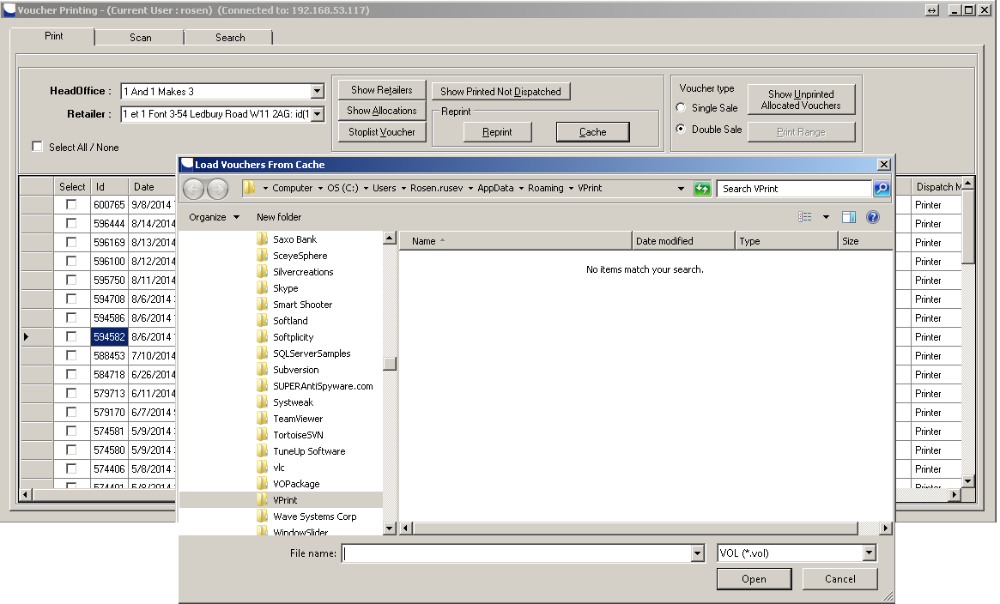 Voucher Printing - (Current User : rosen) (Connected to: 192.168.53.117)
Print Scan Search
HeadOffice : 1 And 1 Makes 3
Retailer : 1 et 1 Font 3-54 Ledbury Road W11 2AG: id(1
Select All / None
Show Retailers
Show Allocations
Stoplist Voucher
Show Printed Not Dispatched
Reprint
Reprint Cache
Voucher type
Single Sale
Double Sale
Show Unprinted
Allocated Vouchers
Print Range
Select Id Date Dispatch M
600765 9/8/2014 Printer
596444 8/14/2014 Printer
596169 8/13/2014 Printer
596100 8/12/2014 Printer
595750 8/11/2014 Printer
594708 8/6/2014 Printer
594586 8/6/2014 Printer
594582 8/6/2014 Printer
588453 7/10/2014 Printer
584718 6/26/2014 Printer
579713 6/11/2014 Printer
579170 6/7/2014 Printer
574581 5/9/2014 Printer
574580 5/9/2014 Printer
574406 5/8/2014 Printer
574401 5/8/2014 Printer
Load Vouchers From Cache
Computer OS (C:) Users Rosen.rusev AppData Roaming VPrint
Search VPrint
Organize New folder
Saxo Bank
SceyeSphere
Silvercreations
Skype
Smart Shooter
Softland
Softplicity
SQLServerSamples
Subversion
SUPERAntiSpyware.com
Systweak
TeamViewer
TortoiseSVN
TuneUp Software
vlc
VOPackage
VPrint
Wave Systems Corp
WindowSlider
Name Date modified Type Size
No items match your search.
File name: VOL (*.vol)
Open Cancel